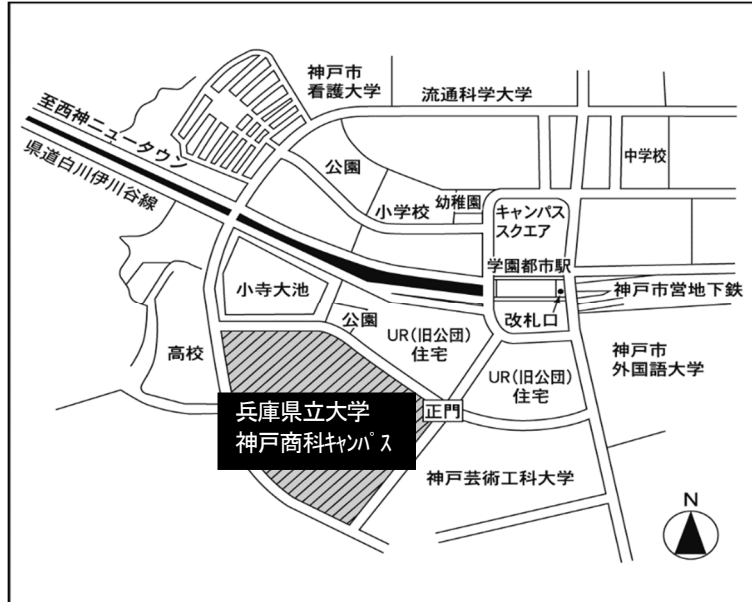 神戸市
看護大学
流通科学大学
至西神ニュータウン
県道白川伊川谷線
公園
中学校
幼稚園
小学校
キャンパス
スクエア
学園都市駅
小寺大池
神戸市営地下鉄
公園
改札口
高校
UR(旧公団)
住宅
神戸市
外国語大学
UR(旧公団)
住宅
兵庫県立大学
神戸商科ｷｬﾝﾊﾟｽ
正門
神戸芸術工科大学
N